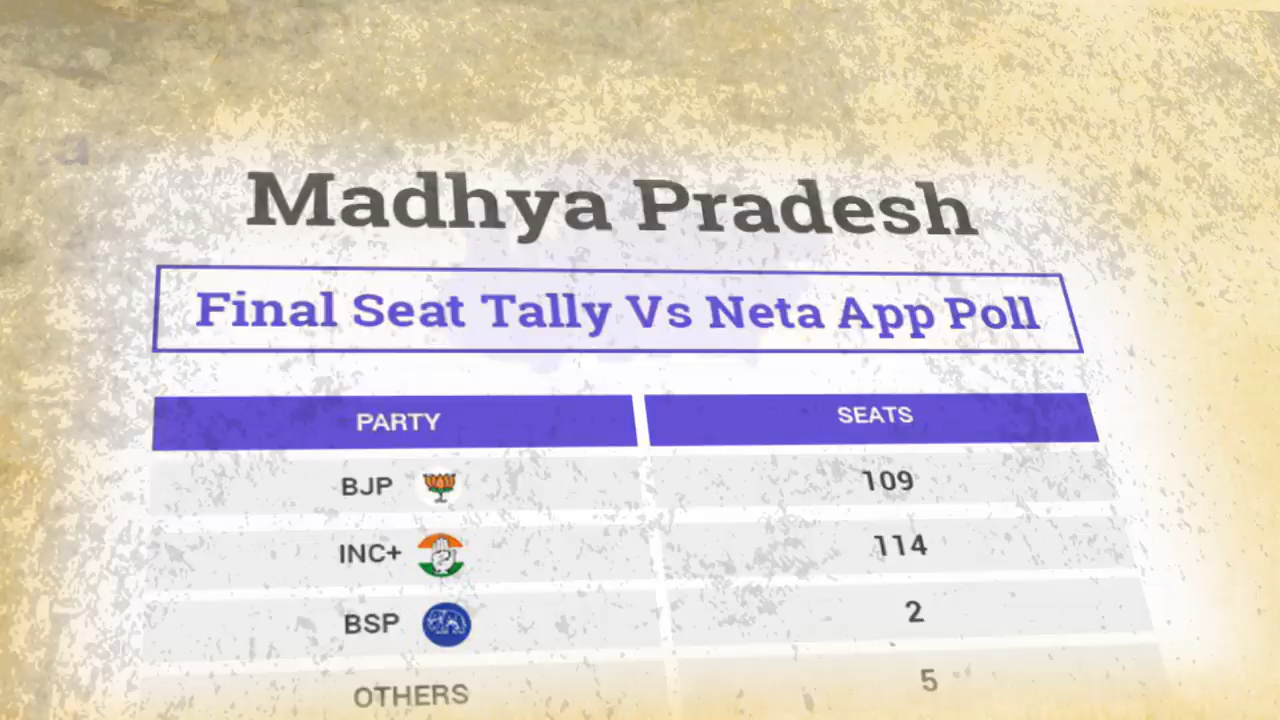 Madhya Pradesh
Final Seat Tally Vs Neta App Poll
PARTY SEATS
BJP 109
INC+ 114
BSP 2
OTHERS 5